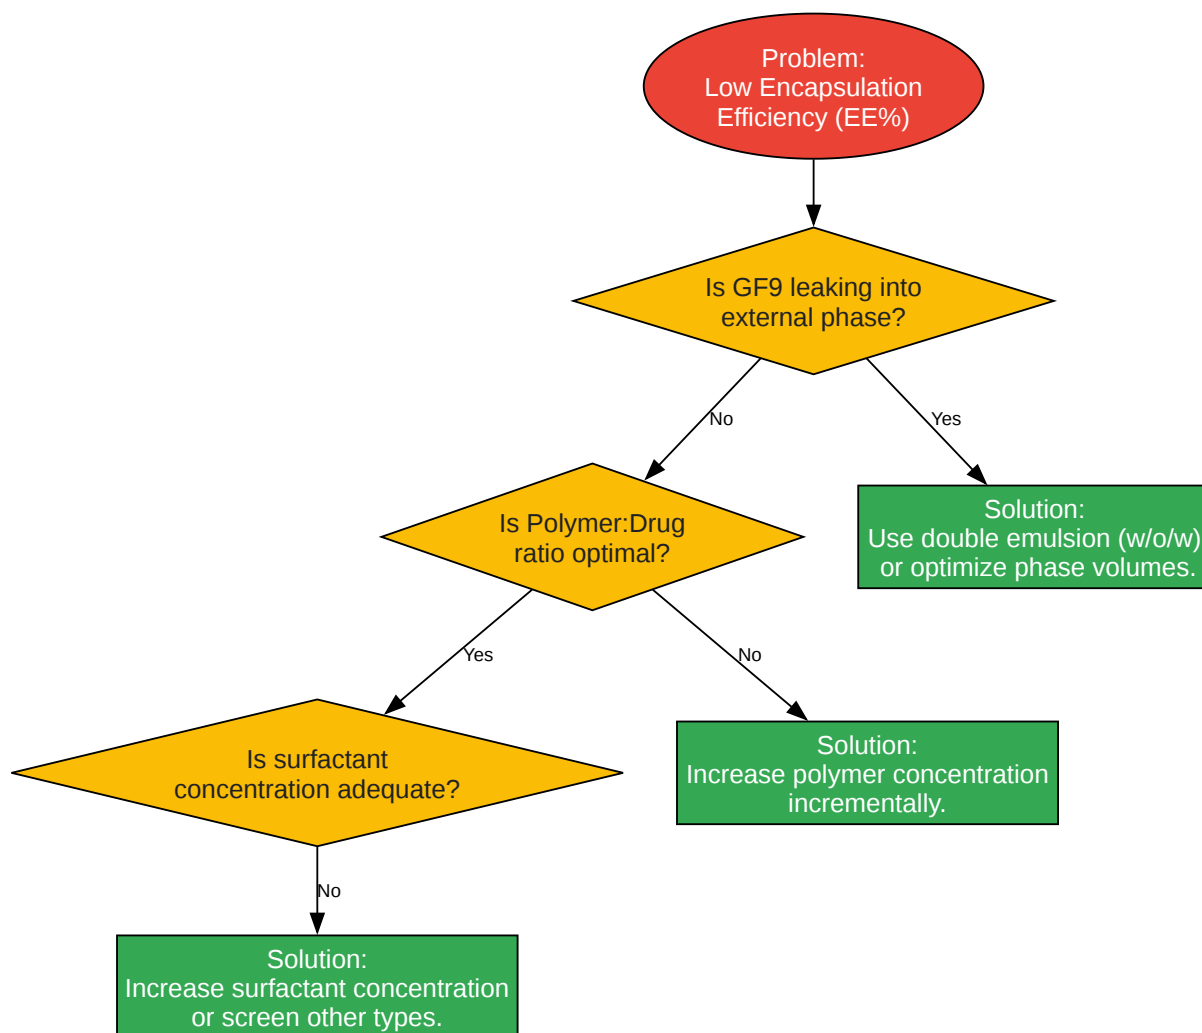 Problem:
Low Encapsulation
Efficiency (EE%)
Is GF9 leaking into
external phase?
No
Yes
Is Polymer:Drug
ratio optimal?
Solution:
Use double emulsion (w/o/w)
or optimize phase volumes.
Yes
No
Is surfactant
concentration adequate?
Solution:
Increase polymer concentration
incrementally.
No
Solution:
Increase surfactant concentration
or screen other types.